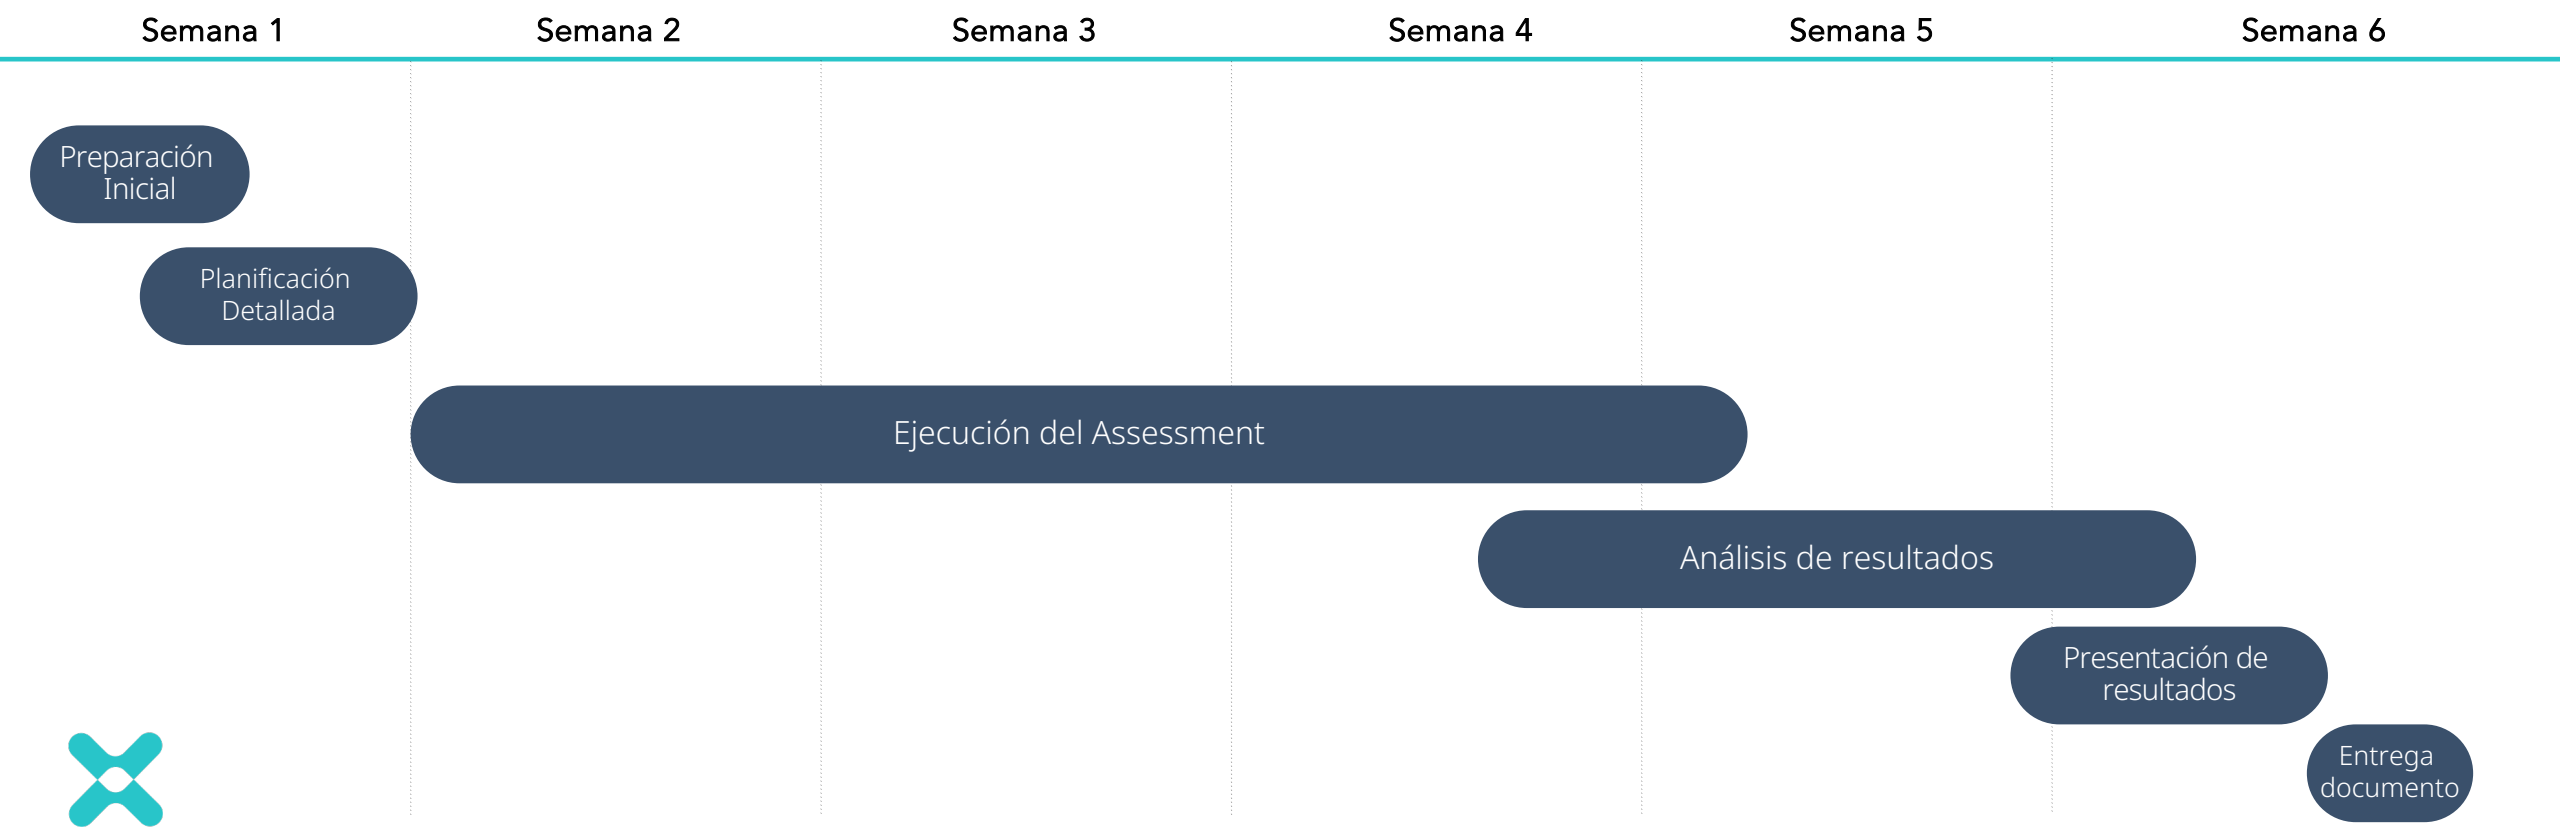 Semana 1
Semana 2
Semana 3
Semana 4
Semana 5
Semana 6
Preparación
Inicial
Planificación
Detallada
Ejecución del Assessment
Análisis de resultados
Presentación de
resultados
Entrega
documento